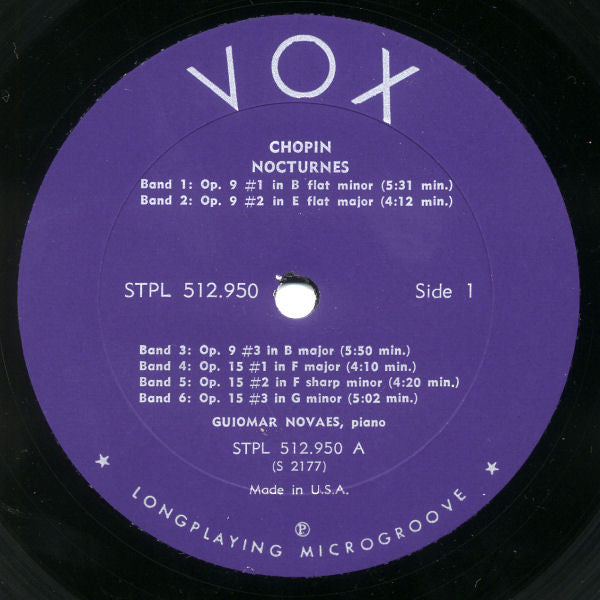 VOX
CHOPIN
NOCTURNES
Band 1: Op. 9 #1 in B flat minor (5:31 min.)
Band 2: Op. 9 #2 in E flat major (4:12 min.)
STPL 512.950 Side 1
Band 3: Op. 9 #3 in B major (5:50 min.)
Band 4: Op. 15 #1 in F major (4:10 min.)
Band 5: Op. 15 #2 in F sharp minor (4:20 min.)
Band 6: Op. 15 #3 in G minor (5:02 min.)
GUIOMAR NOVAES, piano
STPL 512.950 A
(S 2177)
Made in U.S.A.
★ LONGPLAYING MICROGROOVE ★
℗